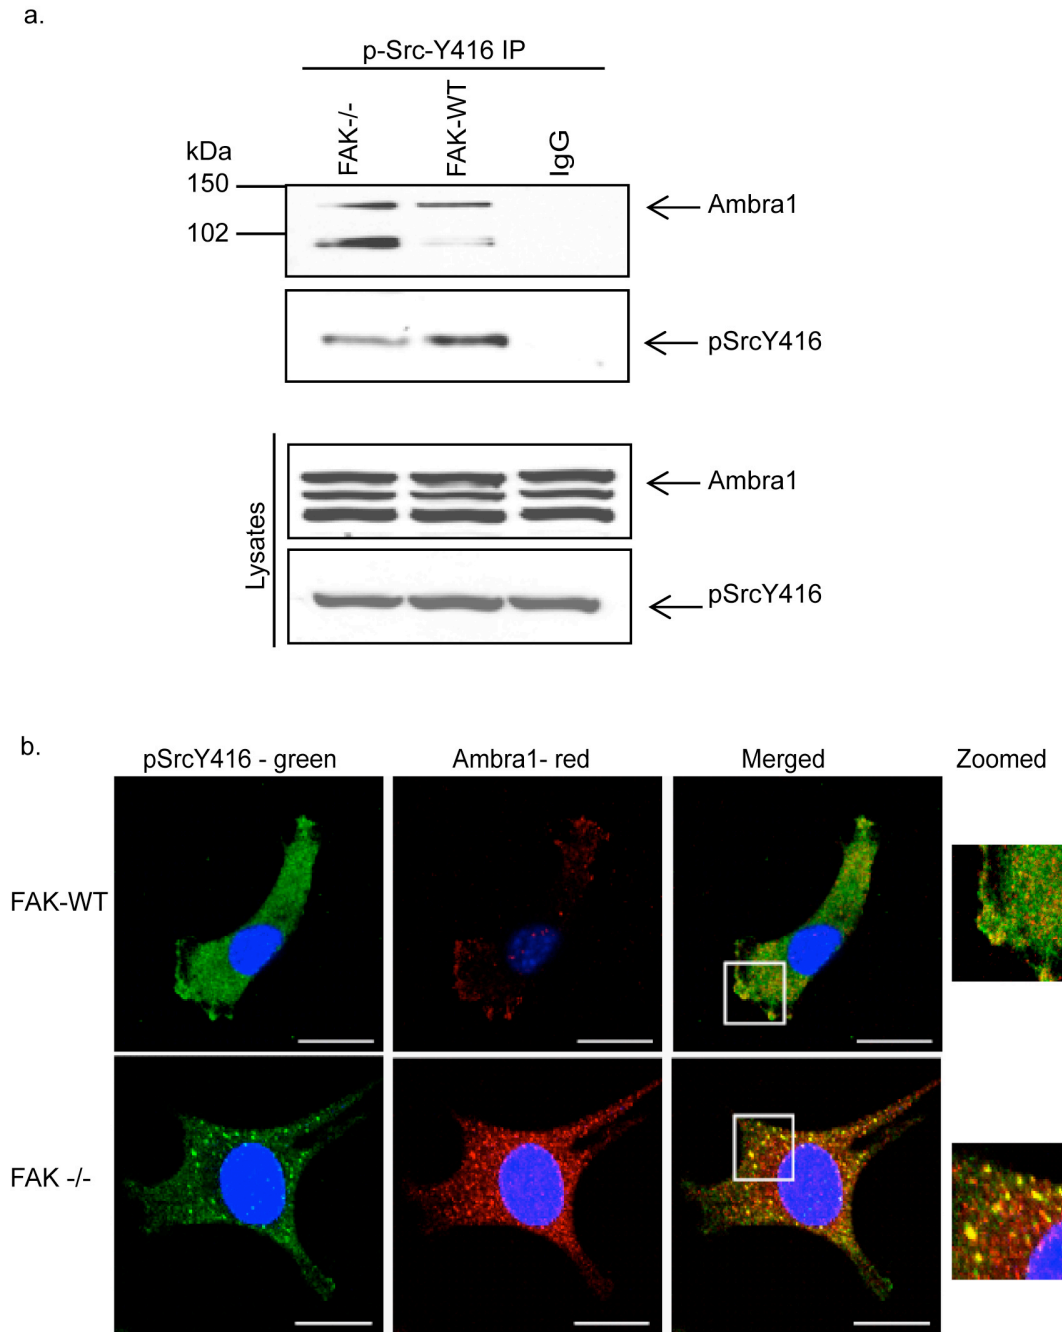 a.
p-Src-Y416 IP
FAK-/-
FAK-WT
IgG
kDa
150
102
Ambra1
pSrcY416
Lysates
Ambra1
pSrcY416
b.
pSrcY416 - green
Ambra1- red
Merged
Zoomed
FAK-WT
FAK -/-